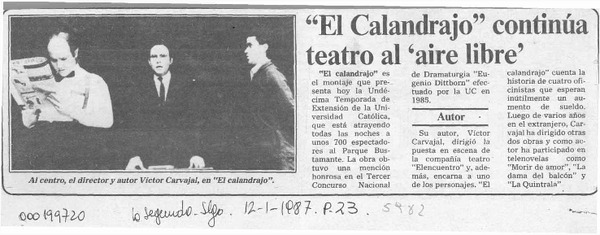 “El Calandrajo” continúa
teatro al ‘aire libre’
"El calandrajo" es
el montaje que pre-
senta hoy la Undé-
cima Temporada de
Extensión de la Uni-
versidad Católica,
que está atrayendo
todas las noches a
unos 700 espectado-
res al Parque Bus-
tamante. La obra ob-
tuvo una mención
honrosa en el Tercer
Concurso Nacional
de Dramaturgia "Eu-
genio Dittborn" efec-
tuado por la UC en
1985.
Autor
Su autor, Víctor
Carvajal, dirigió la
puesta en escena de
la compañía teatro
"Elencuentro" y, ade-
más, encarna a uno
de los personajes. "El
calandrajo" cuenta la
historia de cuatro ofi-
cinistas que esperan
inútilmente un au-
mento de sueldo.
Luego de varios años
en el extranjero, Car-
vajal ha dirigido otras
dos obras y como ac-
tor ha participado en
telenovelas como
"Morir de amor", "La
dama del balcón" y
"La Quintrala".
Al centro, el director y autor Víctor Carvajal, en "El calandrajo".
000199720
La Segunda - Stgo. 12-1-1987. P. 23. 5982